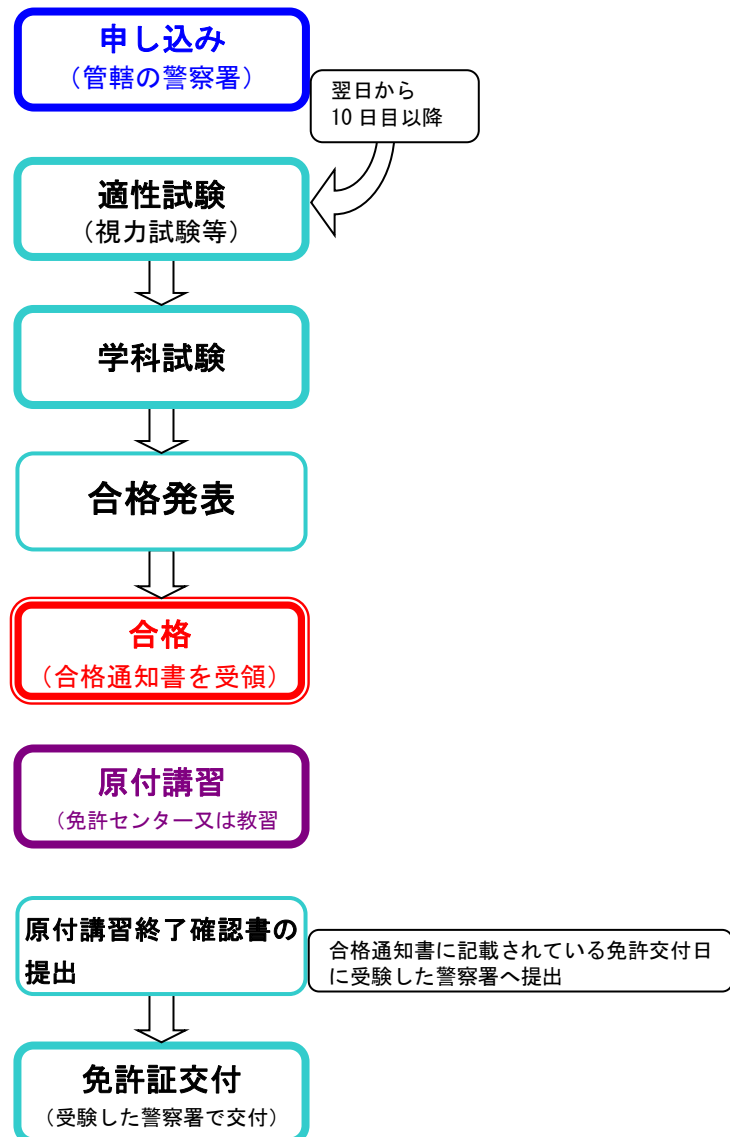 申し込み
（管轄の警察署）
翌日から
10日目以降
適性試験
（視力試験等）
学科試験
合格発表
合格
（合格通知書を受領）
原付講習
（免許センター又は教習
原付講習終了確認書の
提出
合格通知書に記載されている免許交付日
に受験した警察署へ提出
免許証交付
（受験した警察署で交付）